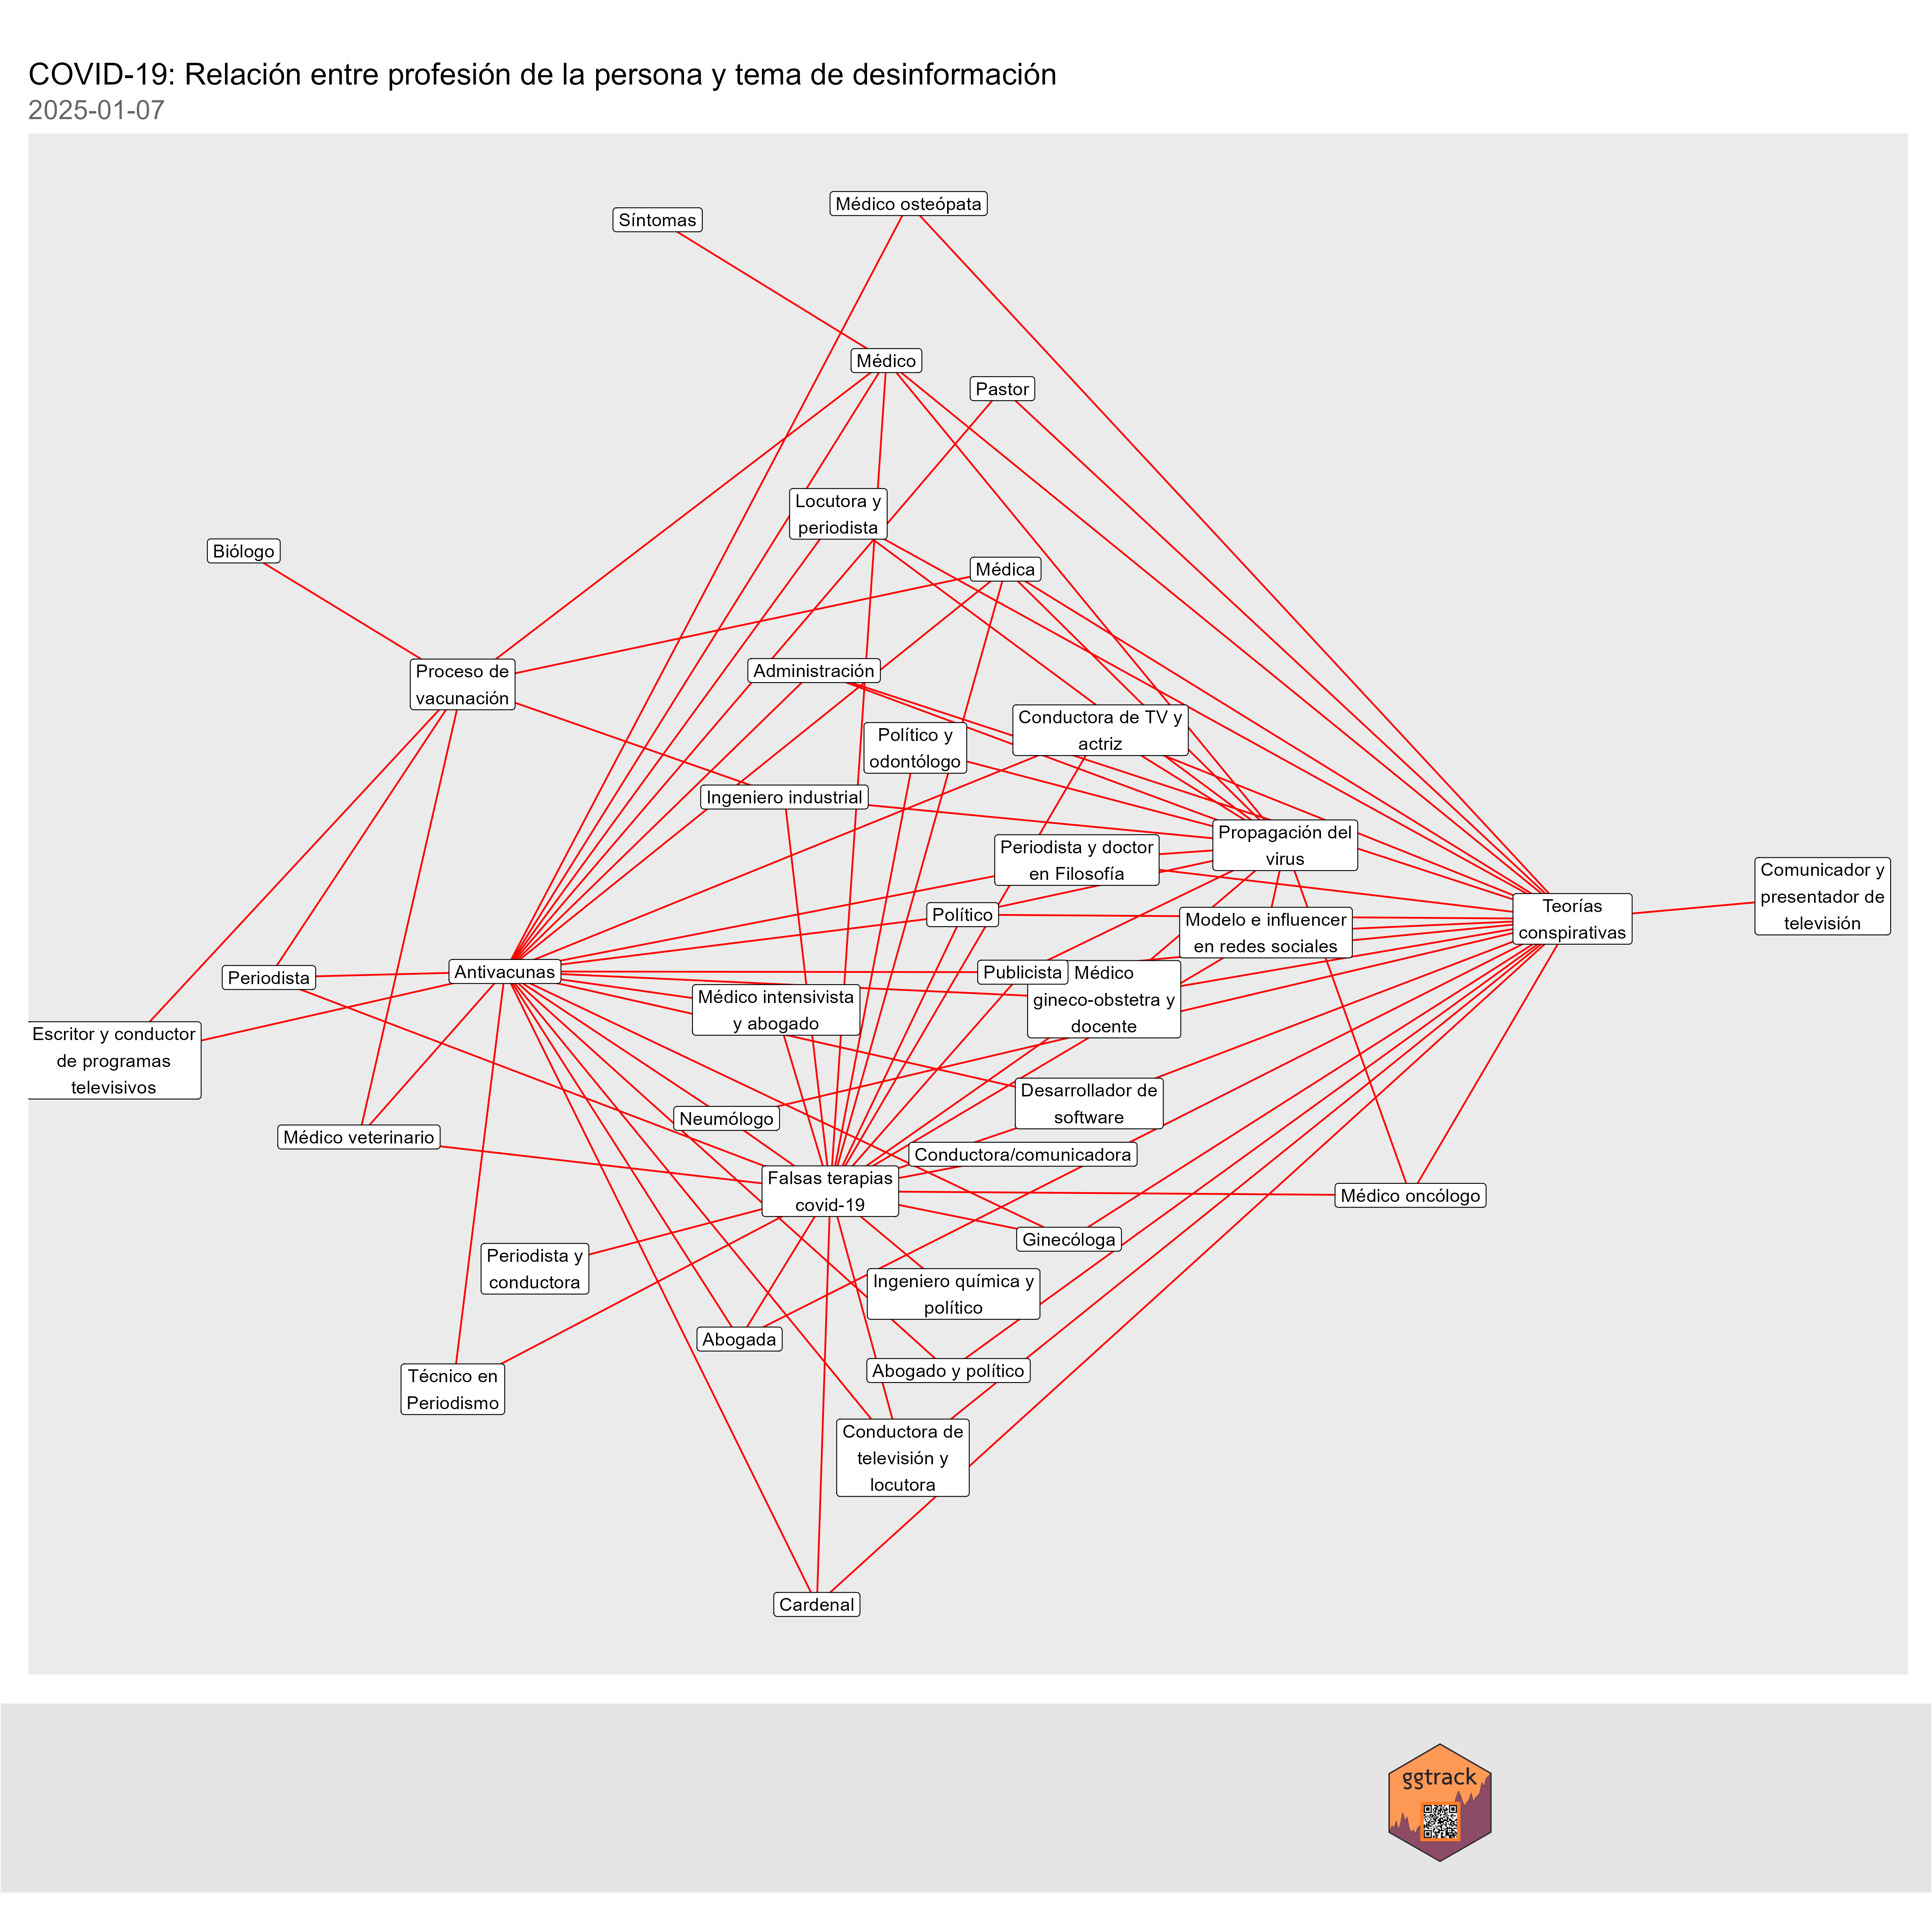 COVID-19: Relación entre profesión de la persona y tema de desinformación
2025-01-07
Médico osteópata
Síntomas
Médico
Pastor
Locutora y
periodista
Biólogo
Médica
Proceso de
vacunación
Administración
Conductora de TV y
actriz
Político y
odontólogo
Ingeniero industrial
Propagación del
virus
Periodista y doctor
en Filosofía
Comunicador y
presentador de
televisión
Teorías
conspirativas
Político
Modelo e influencer
en redes sociales
Periodista
Antivacunas
Publicista
Médico
gineco-obstetra y
docente
Médico intensivista
y abogado
Escritor y conductor
de programas
televisivos
Desarrollador de
software
Neumólogo
Médico veterinario
Conductora/comunicadora
Falsas terapias
covid-19
Médico oncólogo
Ginecóloga
Periodista y
conductora
Ingeniero química y
político
Abogada
Abogado y político
Técnico en
Periodismo
Conductora de
televisión y
locutora
Cardenal
ggtrack